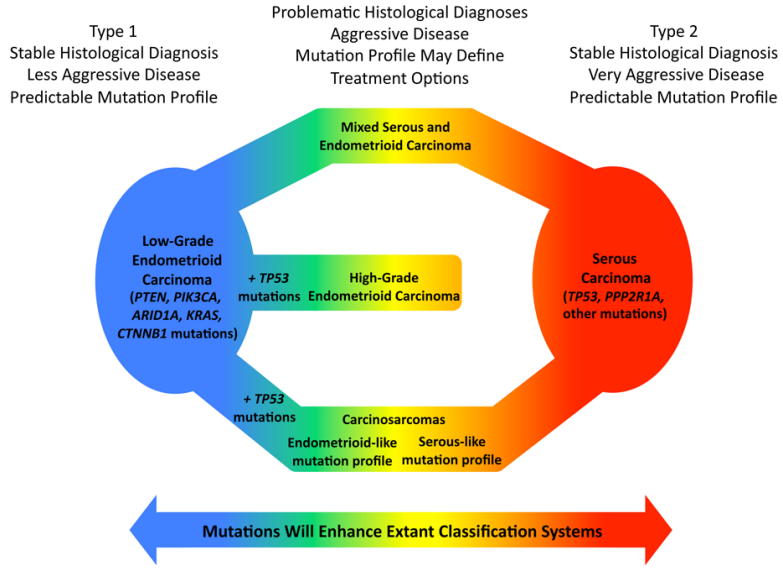 Type 1
Stable Histological Diagnosis
Less Aggressive Disease
Predictable Mutation Profile
Problematic Histological Diagnoses
Aggressive Disease
Mutation Profile May Define
Treatment Options
Type 2
Stable Histological Diagnosis
Very Aggressive Disease
Predictable Mutation Profile
Mixed Serous and
Endometrioid Carcinoma
Low-Grade
Endometrioid
Carcinoma
(PTEN, PIK3CA,
ARID1A, KRAS,
CTNNB1 mutations)
+ TP53
mutations
High-Grade
Endometrioid Carcinoma
Serous
Carcinoma
(TP53, PPP2R1A,
other mutations)
+ TP53
mutations
Carcinosarcomas
Endometrioid-like
mutation profile
Serous-like
mutation profile
Mutations Will Enhance Extant Classification Systems